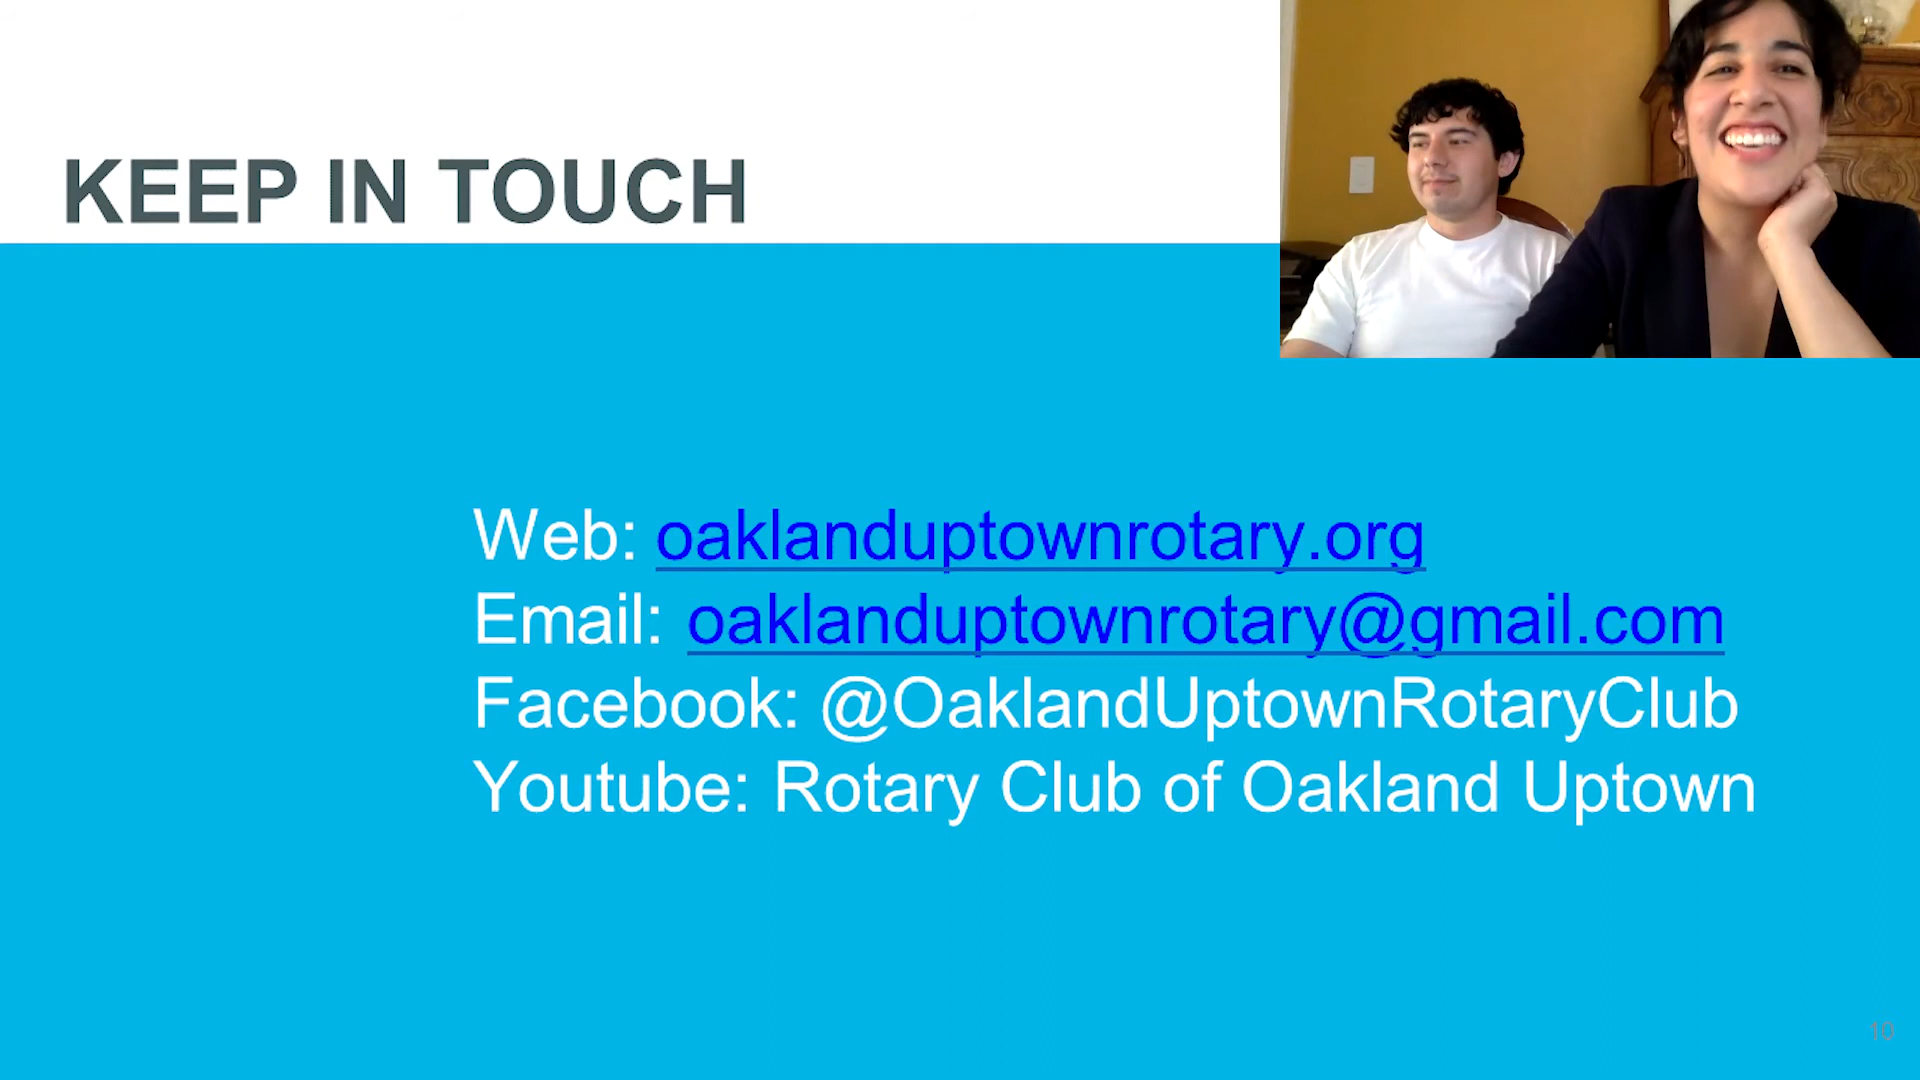 KEEP IN TOUCH
Web: oaklanduptownrotary.org
Email: oaklanduptownrotary@gmail.com
Facebook: @OaklandUptownRotaryClub
Youtube: Rotary Club of Oakland Uptown
10